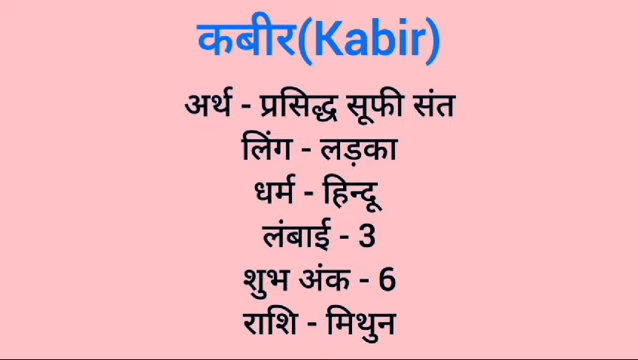 कबीर(Kabir)
अर्थ - प्रसिद्ध सूफी संत
लिंग - लड़का
धर्म - हिन्दू
लंबाई - 3
शुभ अंक - 6
राशि - मिथुन